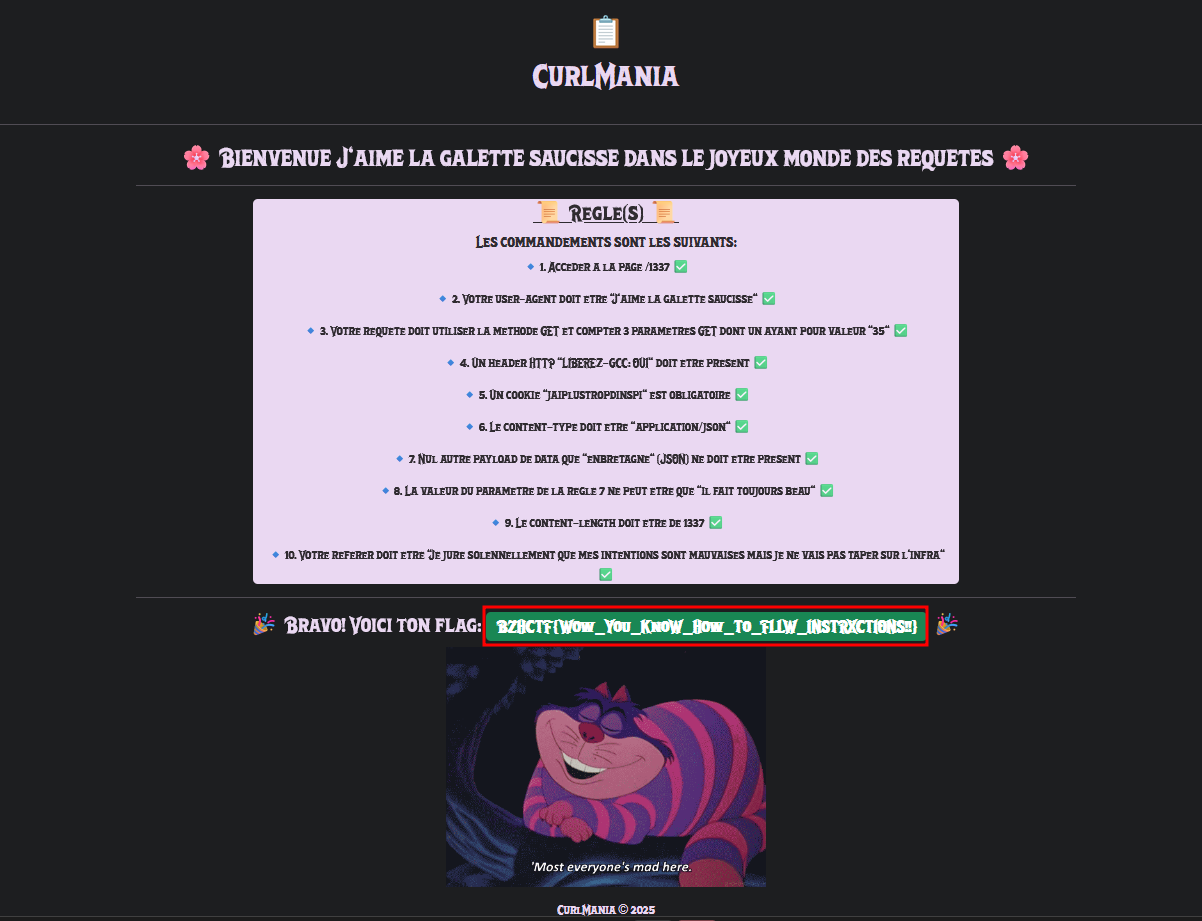 CurlMania
Bienvenue J'aime la galette saucisse dans le joyeux monde des requetes
Regle(s)
Les commandements sont les suivants:
1. Acceder a la page /1337
2. Votre user-agent doit etre "J'aime la galette saucisse"
3. Votre requete doit utiliser la methode GET et compter 3 parametres GET dont un ayant pour valeur "35"
4. Un header HTTP "LIBEREZ-GCC: OUI" doit etre present
5. Un cookie "jaiplustropdinspi" est obligatoire
6. Le content-type doit etre "application/json"
7. Nul autre payload de data que "enbretagne" (JSON) ne doit etre present
8. La valeur du parametre de la regle 7 ne peut etre que "il fait toujours beau"
9. Le content-length doit etre de 1337
10. Votre referer doit etre "Je jure solennellement que mes intentions sont mauvaises mais je ne vais pas taper sur l'infra"
Bravo! Voici ton flag:
'Most everyone's mad here.
CurlMania © 2025